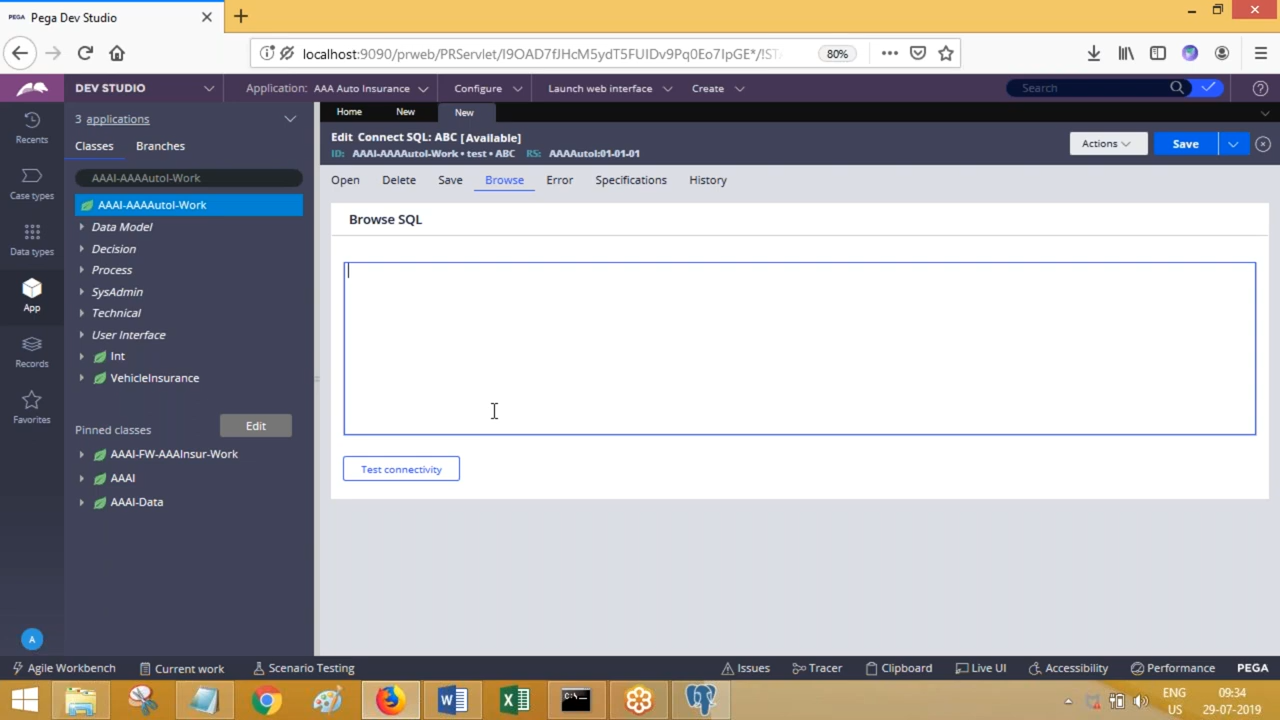 PEGA Pega Dev Studio
localhost:9090/prweb/PRServlet/
80%
DEV STUDIO
Application: AAA Auto Insurance
Configure
Launch web interface
Create
Search
Recents
Case types
Data types
App
Records
Favorites
A
3 applications
Classes Branches
AAAI-AAAAutoI-Work
AAAI-AAAAutoI-Work
Data Model
Decision
Process
SysAdmin
Technical
User Interface
Int
VehicleInsurance
Pinned classes
Edit
AAAI-FW-AAAInsur-Work
AAAI
AAAI-Data
Home New New
Edit Connect SQL: ABC [Available]
ID: AAAI-AAAAutoI-Work • test • ABC RS: AAAAutoI:01-01-01
Actions Save
Open Delete Save Browse Error Specifications History
Browse SQL
Test connectivity
Agile Workbench Current work Scenario Testing Issues Tracer Clipboard Live UI Accessibility Performance PEGA
ENG 09:34
US 29-07-2019